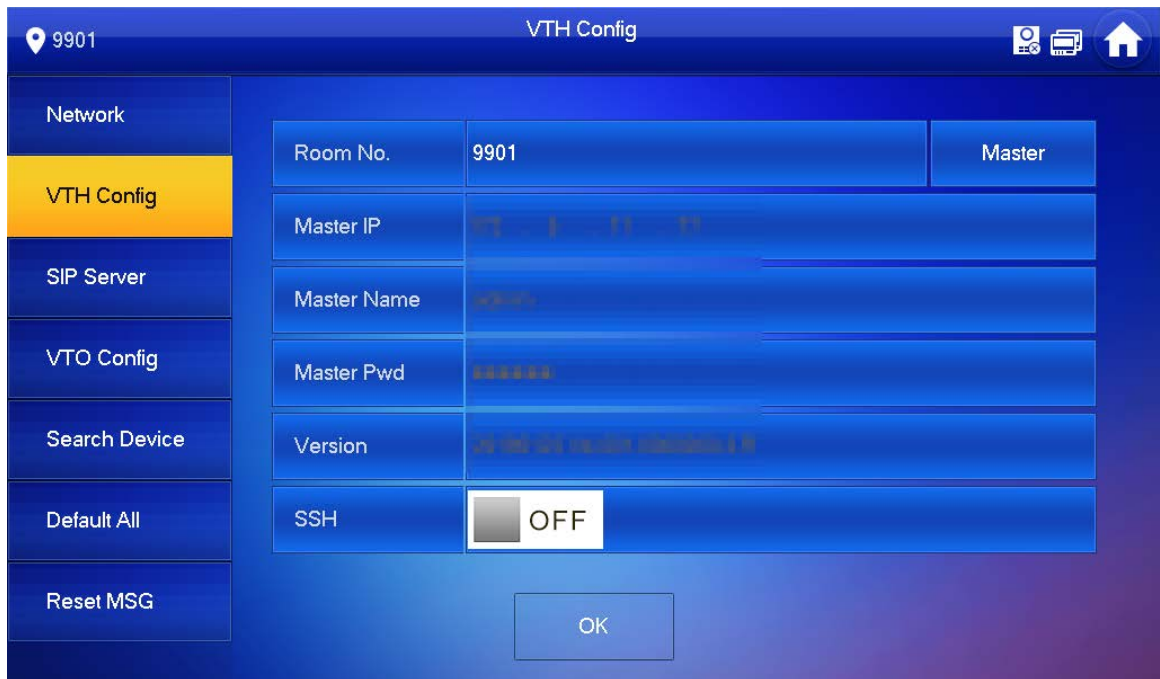 9901
VTH Config
Network
VTH Config
SIP Server
VTO Config
Search Device
Default All
Reset MSG
Room No. 9901 Master
Master IP
Master Name
Master Pwd
Version
SSH OFF
OK